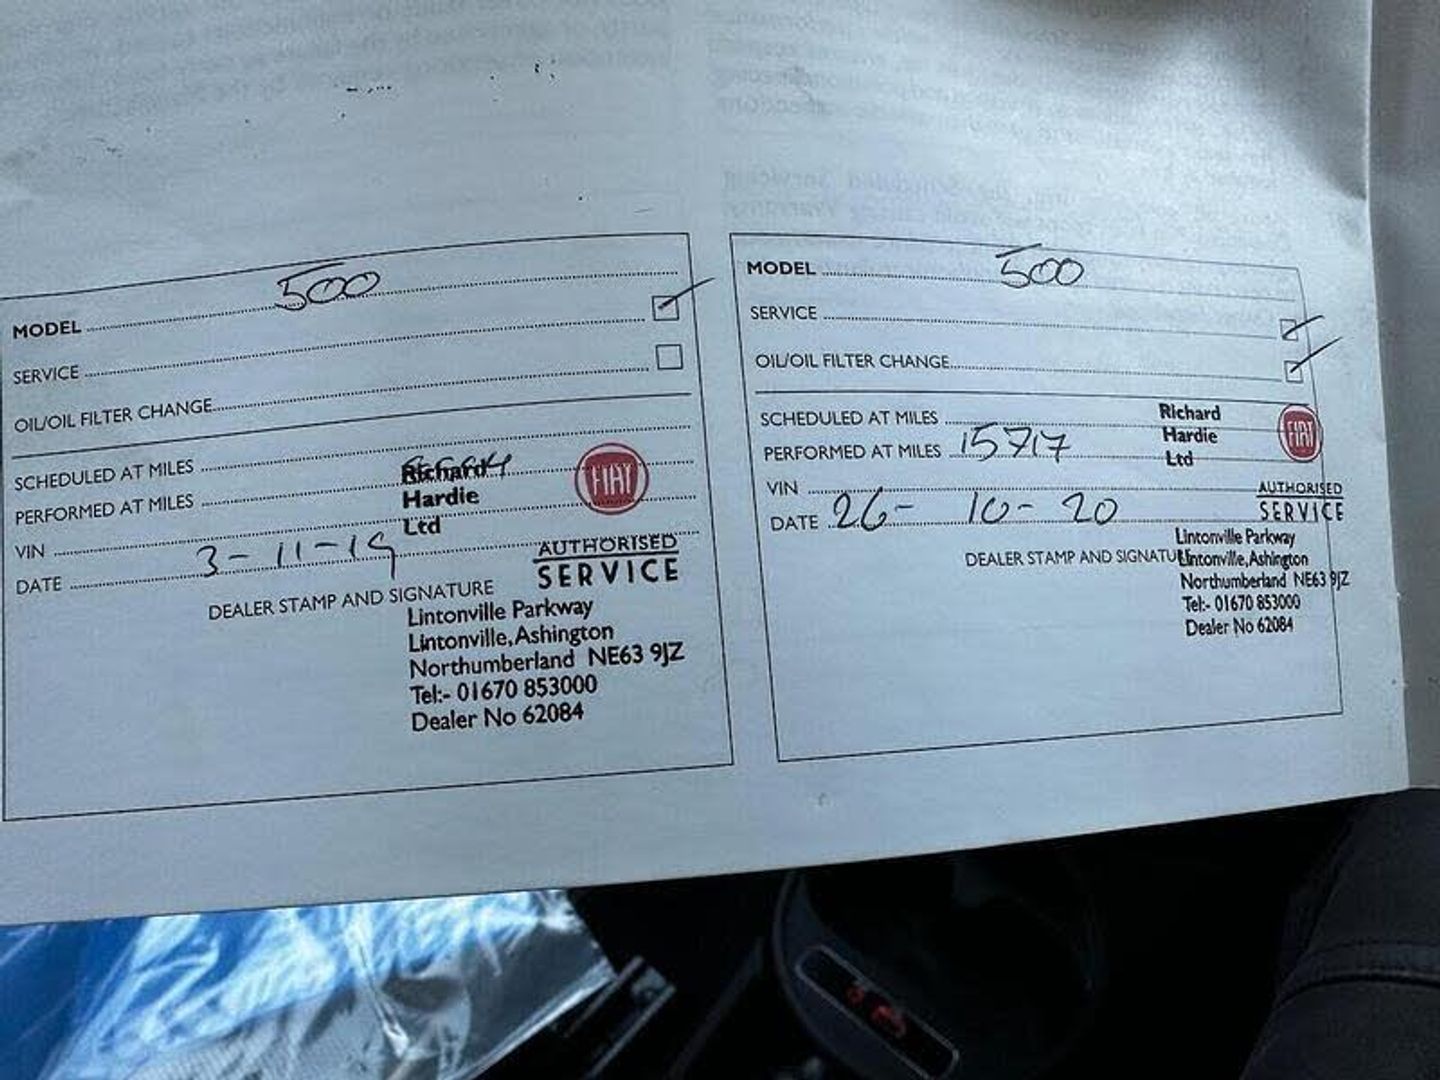 MODEL 500
SERVICE
OIL/OIL FILTER CHANGE
SCHEDULED AT MILES
PERFORMED AT MILES
VIN
DATE 3-11-19
DEALER STAMP AND SIGNATURE
Richard
Hardie
Ltd
FIAT
AUTHORISED
SERVICE
Lintonville Parkway
Lintonville, Ashington
Northumberland NE63 9JZ
Tel:- 01670 853000
Dealer No 62084
MODEL 500
SERVICE
OIL/OIL FILTER CHANGE
SCHEDULED AT MILES
PERFORMED AT MILES 15717
VIN
DATE 26-10-20
DEALER STAMP AND SIGNATU
Richard
Hardie
Ltd
FIAT
AUTHORISED
SERVICE
Lintonville Parkway
Lintonville, Ashington
Northumberland NE63 9JZ
Tel:- 01670 853000
Dealer No 62084